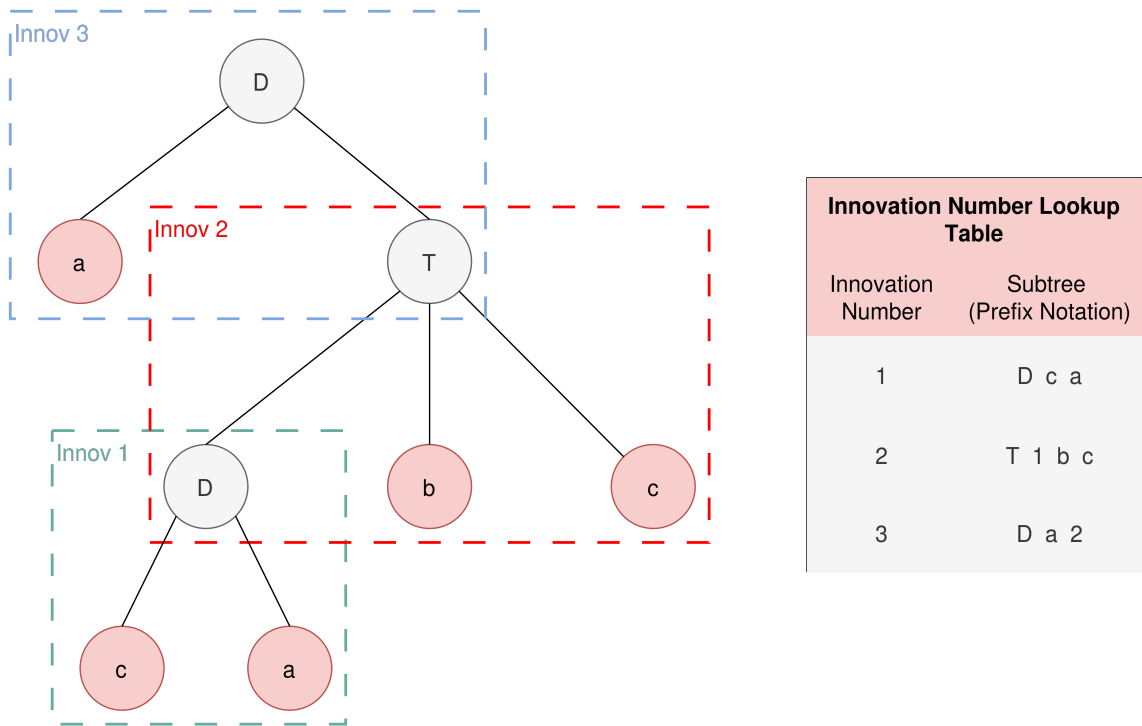 Innov 3
D
a
Innov 2
T
Innov 1
D
b
c
c
a
Innovation Number Lookup
Table
Innovation
Number
Subtree
(Prefix Notation)
1
D c a
2
T 1 b c
3
D a 2